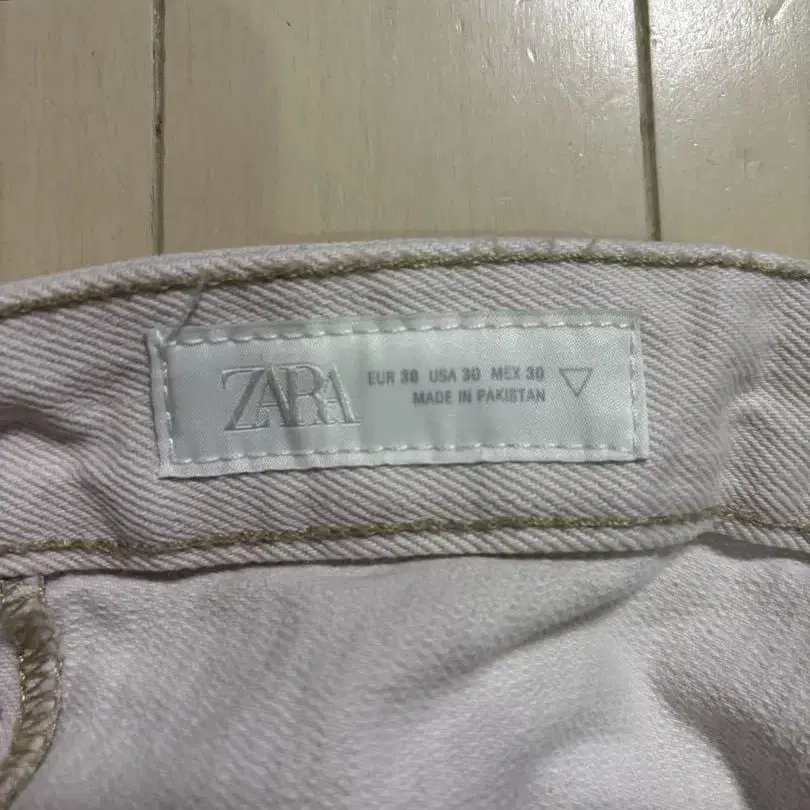 ZARA
EUR 30 USA 30 MEX 30
MADE IN PAKISTAN